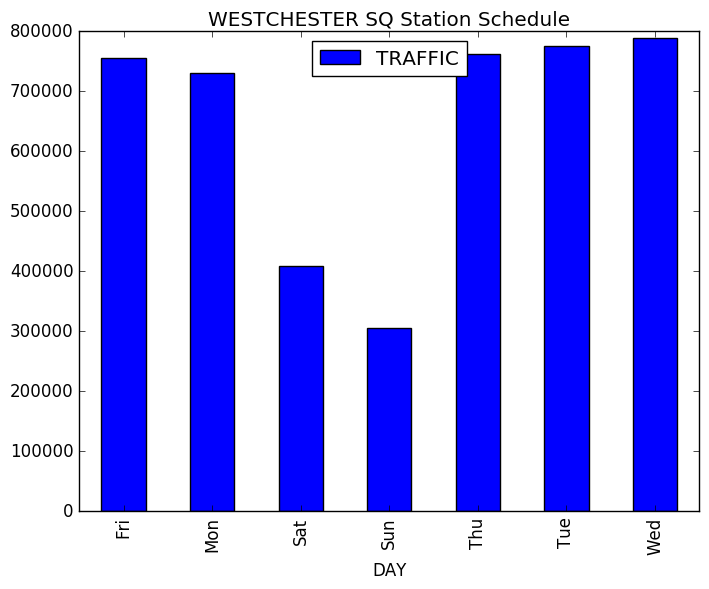 WESTCHESTER SQ Station Schedule
TRAFFIC
800000
700000
600000
500000
400000
300000
200000
100000
0
Fri
Mon
Sat
Sun
Thu
Tue
Wed
DAY